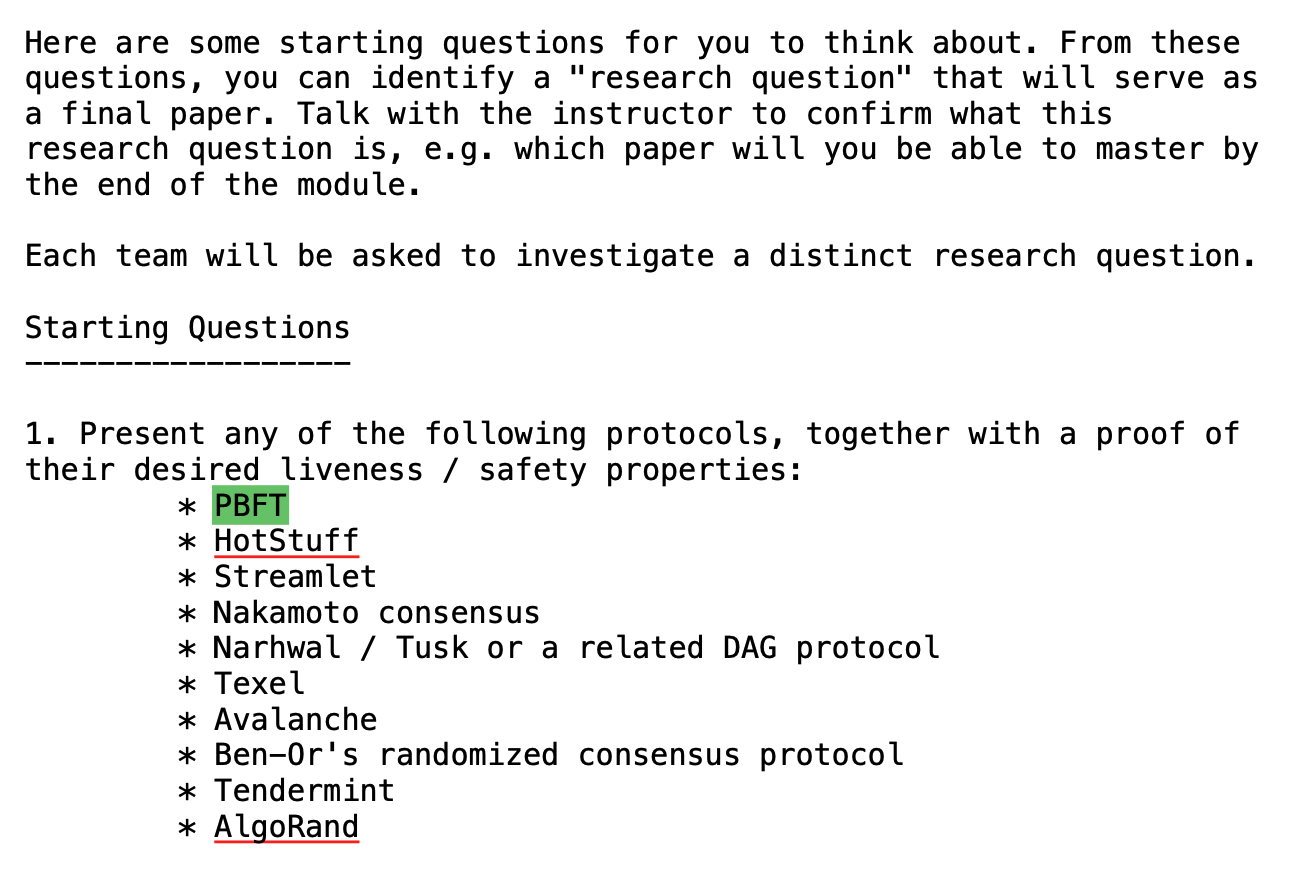 Here are some starting questions for you to think about. From these
questions, you can identify a "research question" that will serve as
a final paper. Talk with the instructor to confirm what this
research question is, e.g. which paper will you be able to master by
the end of the module.
Each team will be asked to investigate a distinct research question.
Starting Questions
------------------
1. Present any of the following protocols, together with a proof of
their desired liveness / safety properties:
* PBFT
* HotStuff
* Streamlet
* Nakamoto consensus
* Narhwal / Tusk or a related DAG protocol
* Texel
* Avalanche
* Ben-Or's randomized consensus protocol
* Tendermint
* AlgoRand